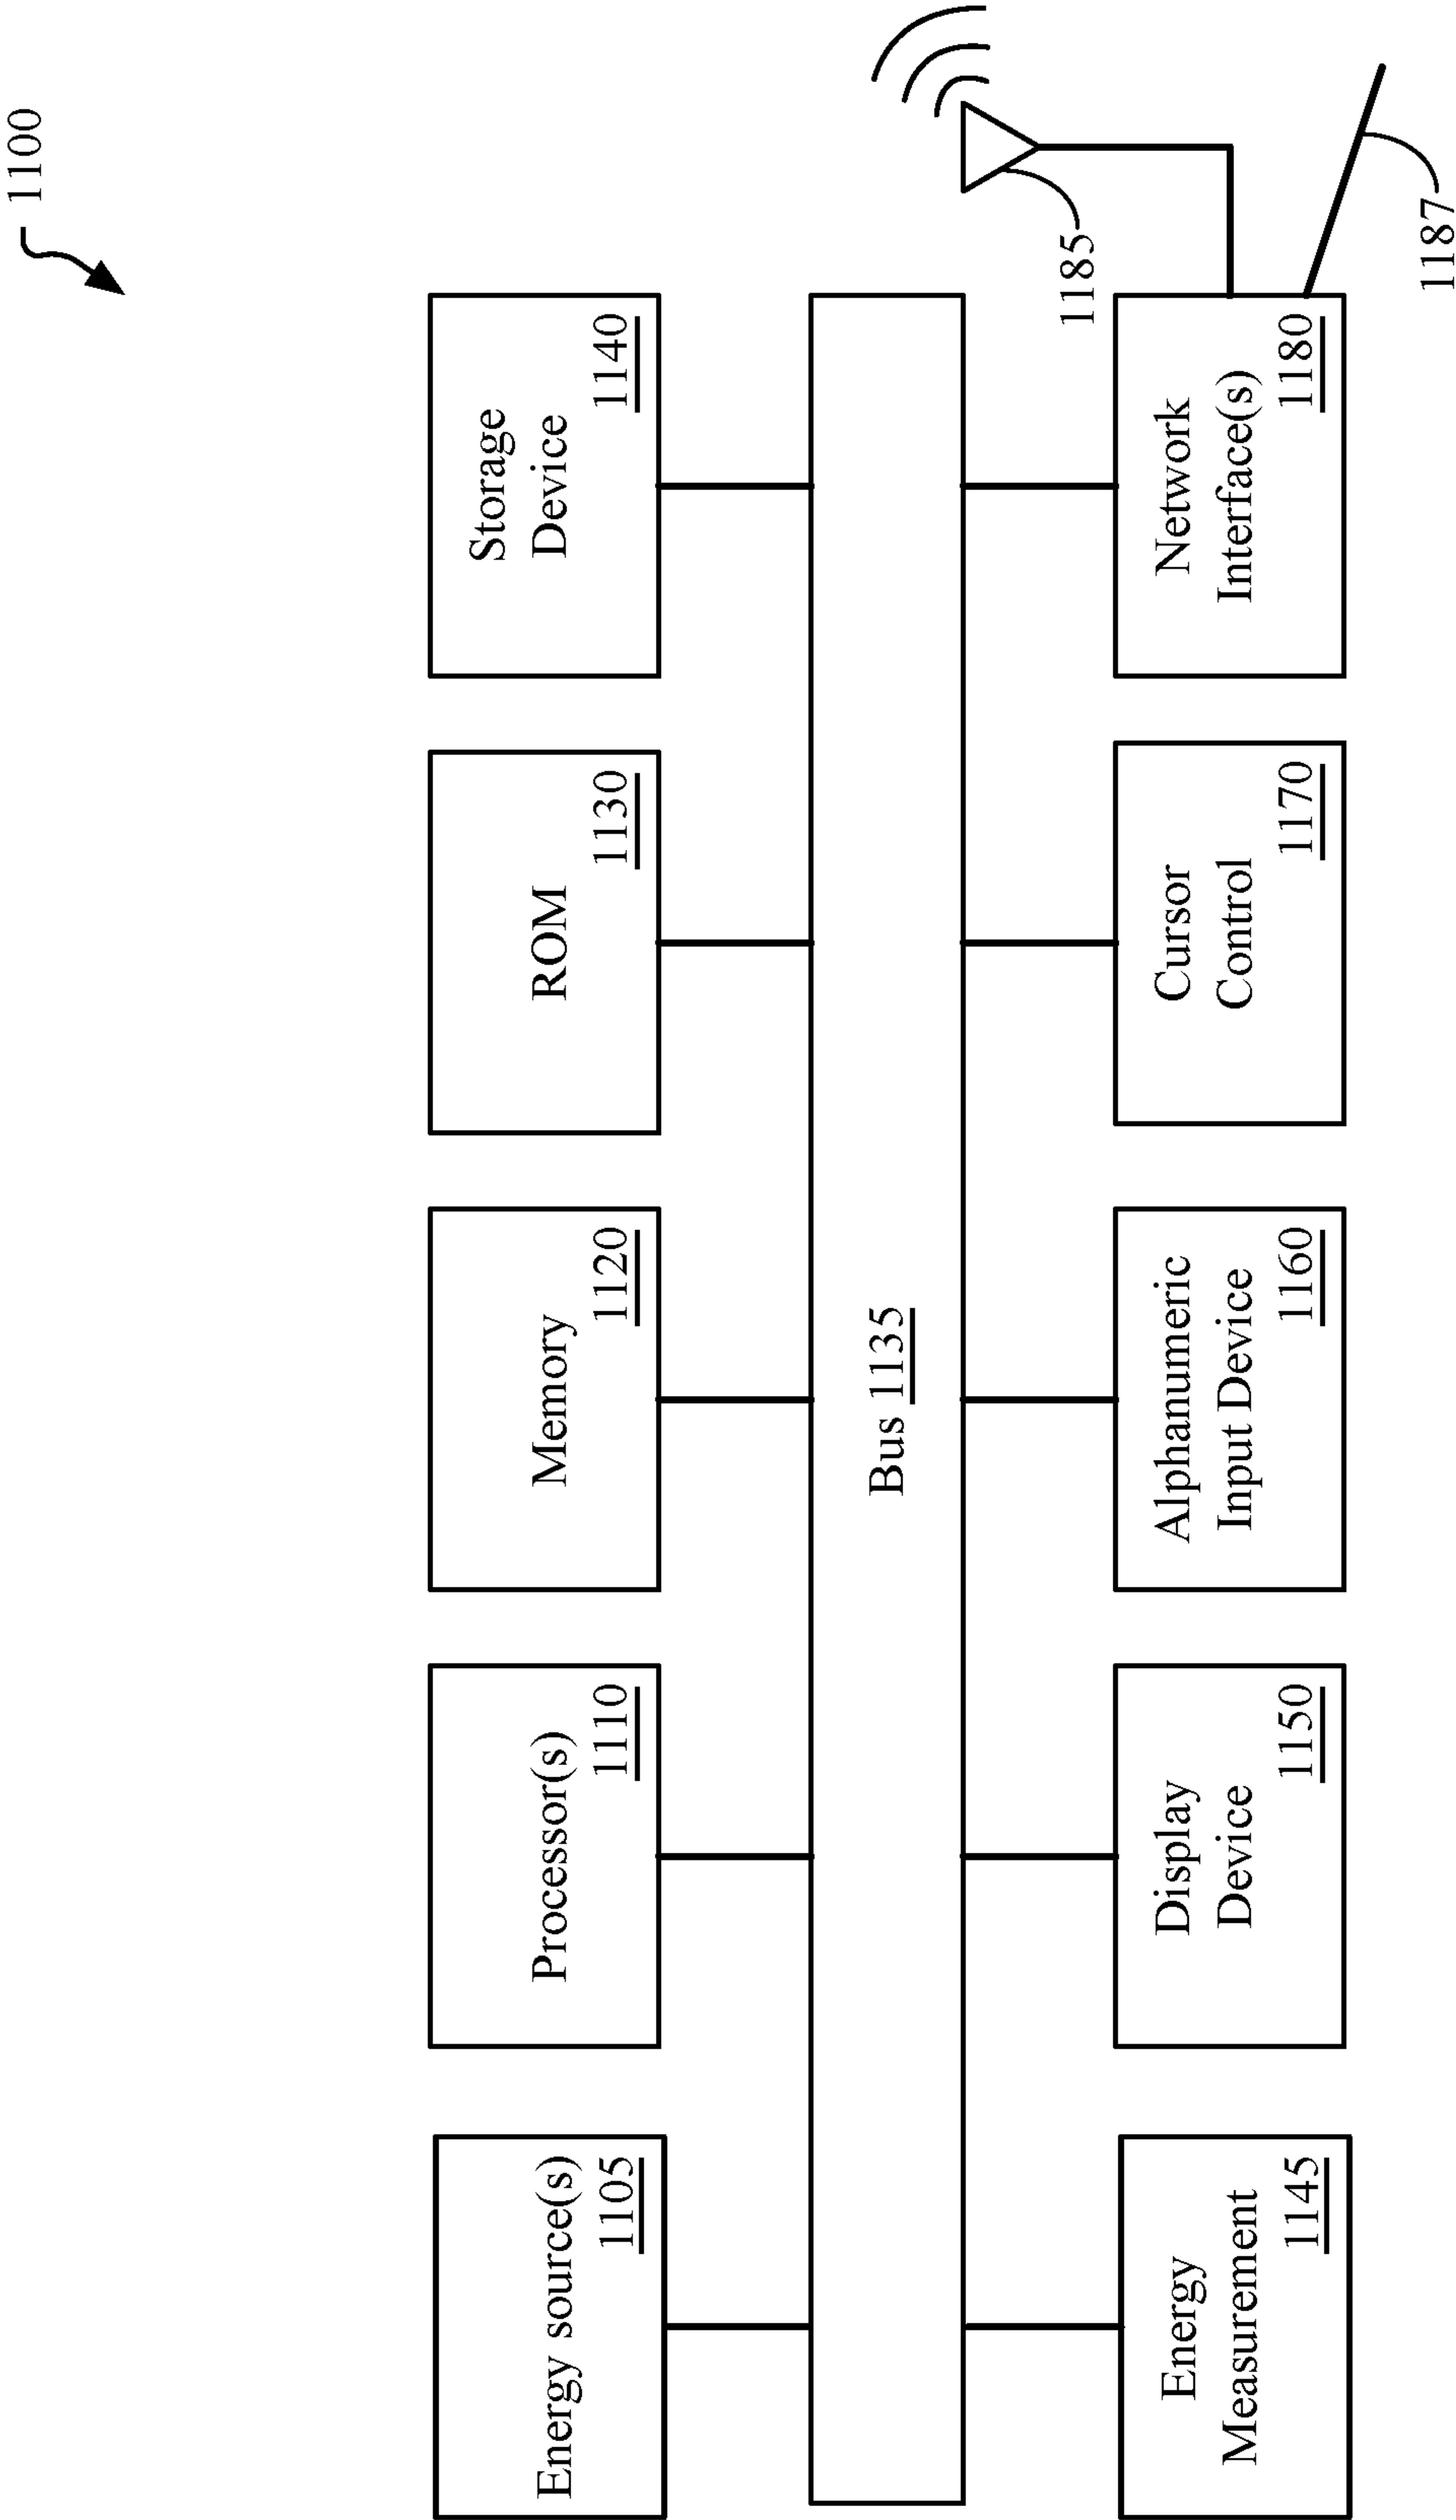 1100
Energy source(s)
1105
Processor(s)
1110
Memory
1120
ROM
1130
Storage
Device
1140
Bus 1135
Energy
Measurement
1145
Display
Device
1150
Alphanumeric
Input Device
1160
Cursor
Control
1170
Network
Interface(s)
1180
1185
1187